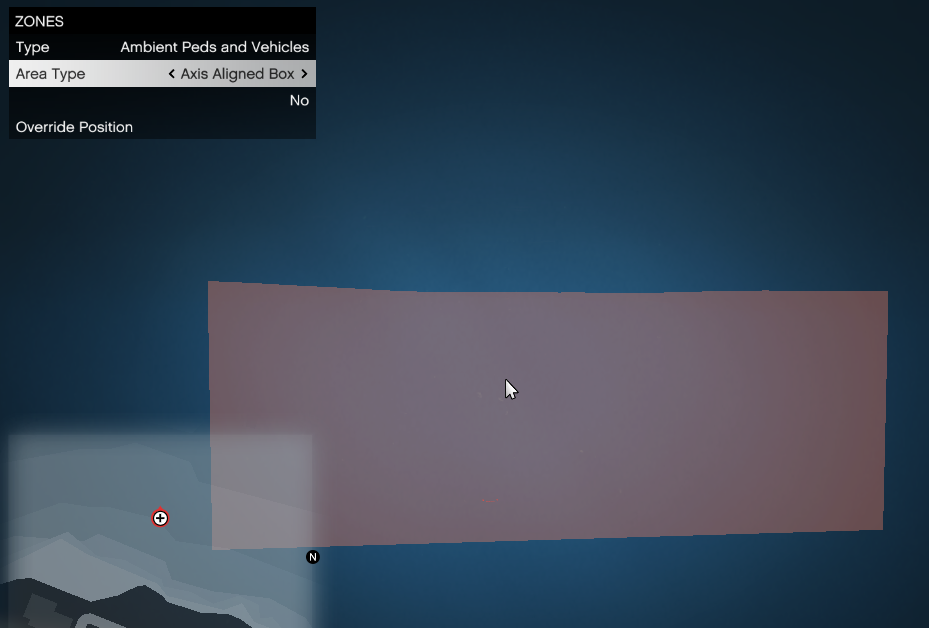 ZONES
Type Ambient Peds and Vehicles
Area Type < Axis Aligned Box >
No
Override Position
N